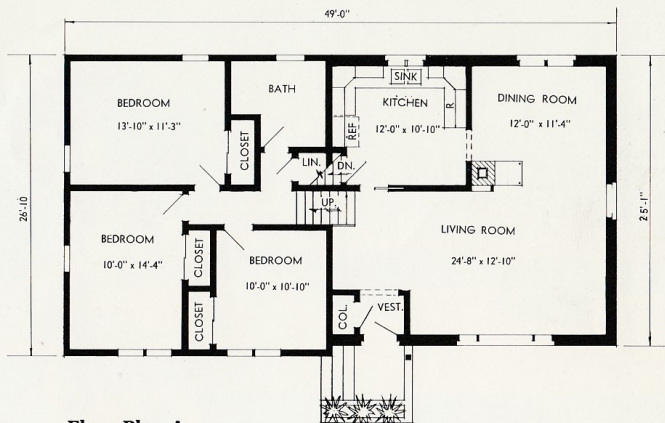 49'-0"
BEDROOM
13'-10" x 11'-3"
BATH
CLOSET
SINK
KITCHEN
12'-0" x 10'-10"
REF
R
DINING ROOM
12'-0" x 11'-4"
LIN.
DN.
UP.
26'-10
25'-1"
BEDROOM
10'-0" x 14'-4"
CLOSET
CLOSET
BEDROOM
10'-0" x 10'-10"
LIVING ROOM
24'-8" x 12'-10"
COL.
VEST.